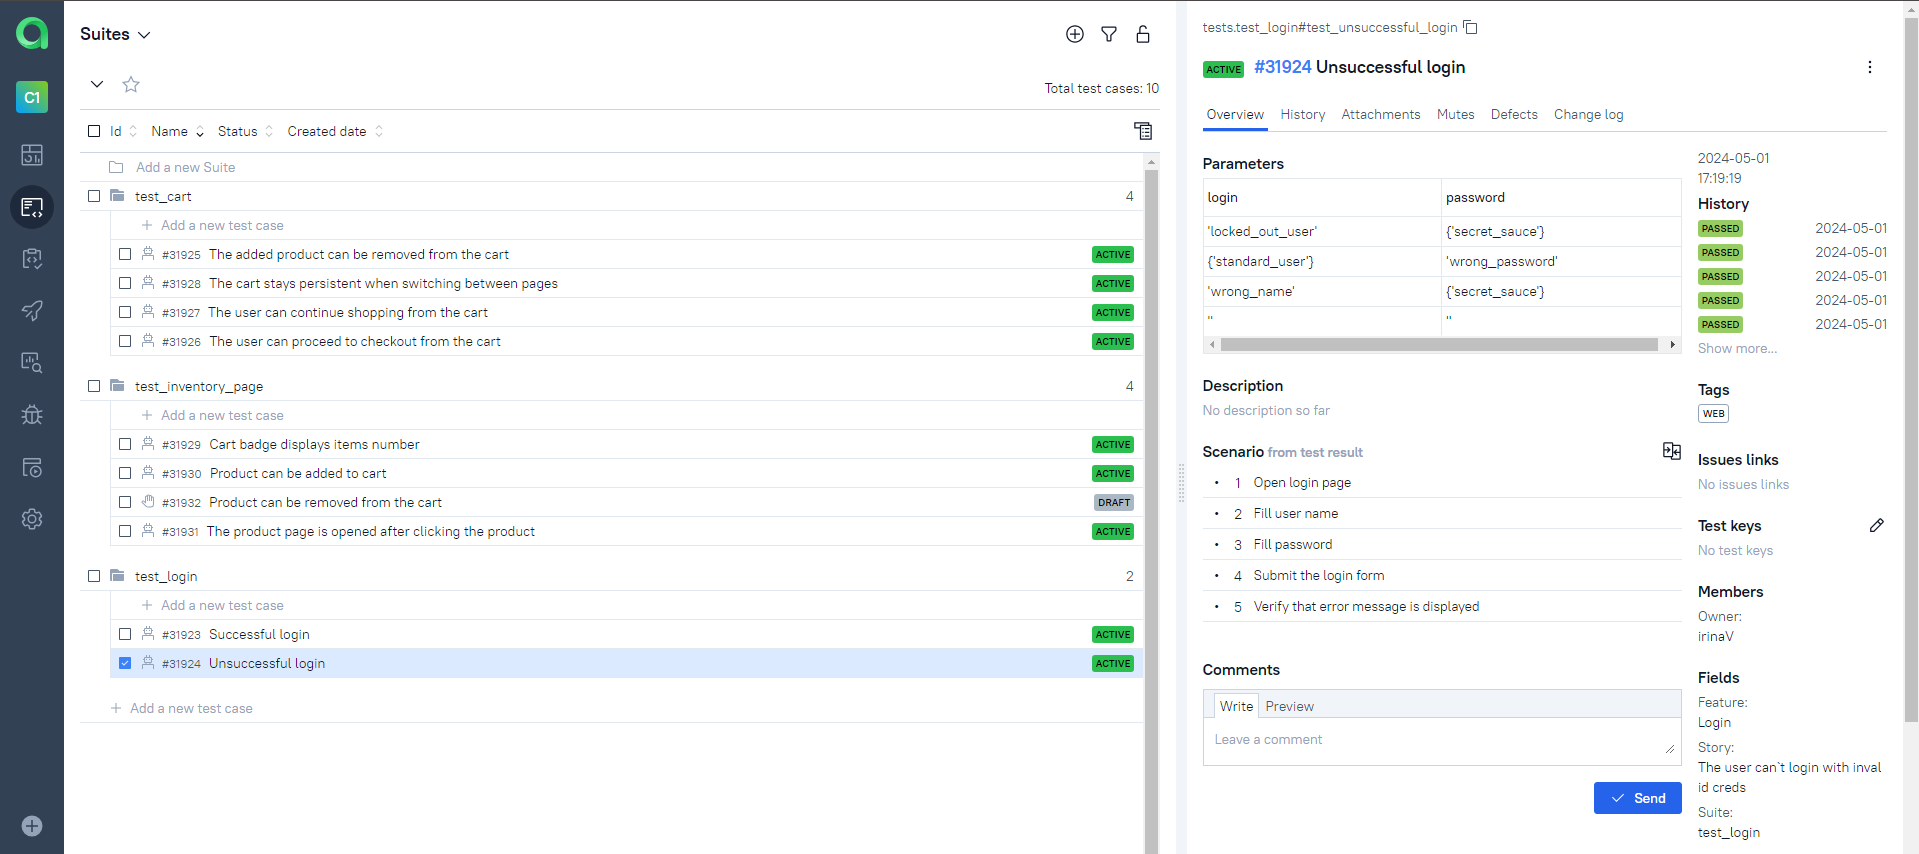 C1
Suites
Total test cases: 10
Id Name Status Created date
Add a new Suite
test_cart 4
Add a new test case
#31925 The added product can be removed from the cart ACTIVE
#31928 The cart stays persistent when switching between pages ACTIVE
#31927 The user can continue shopping from the cart ACTIVE
#31926 The user can proceed to checkout from the cart ACTIVE
test_inventory_page 4
Add a new test case
#31929 Cart badge displays items number ACTIVE
#31930 Product can be added to cart ACTIVE
#31932 Product can be removed from the cart DRAFT
#31931 The product page is opened after clicking the product ACTIVE
test_login 2
Add a new test case
#31923 Successful login ACTIVE
#31924 Unsuccessful login ACTIVE
Add a new test case
tests.test_login#test_unsuccessful_login
ACTIVE #31924 Unsuccessful login
Overview History Attachments Mutes Defects Change log
Parameters
login password
'locked_out_user' {'secret_sauce'}
{'standard_user'} 'wrong_password'
'wrong_name' {'secret_sauce'}
'' ''
Description
No description so far
Scenario from test result
• 1 Open login page
• 2 Fill user name
• 3 Fill password
• 4 Submit the login form
• 5 Verify that error message is displayed
Comments
Write Preview
Leave a comment
Send
2024-05-01
17:19:19
History
PASSED 2024-05-01
PASSED 2024-05-01
PASSED 2024-05-01
PASSED 2024-05-01
PASSED 2024-05-01
Show more...
Tags
WEB
Issues links
No issues links
Test keys
No test keys
Members
Owner:
irinaV
Fields
Feature:
Login
Story:
The user can`t login with inval
id creds
Suite:
test_login